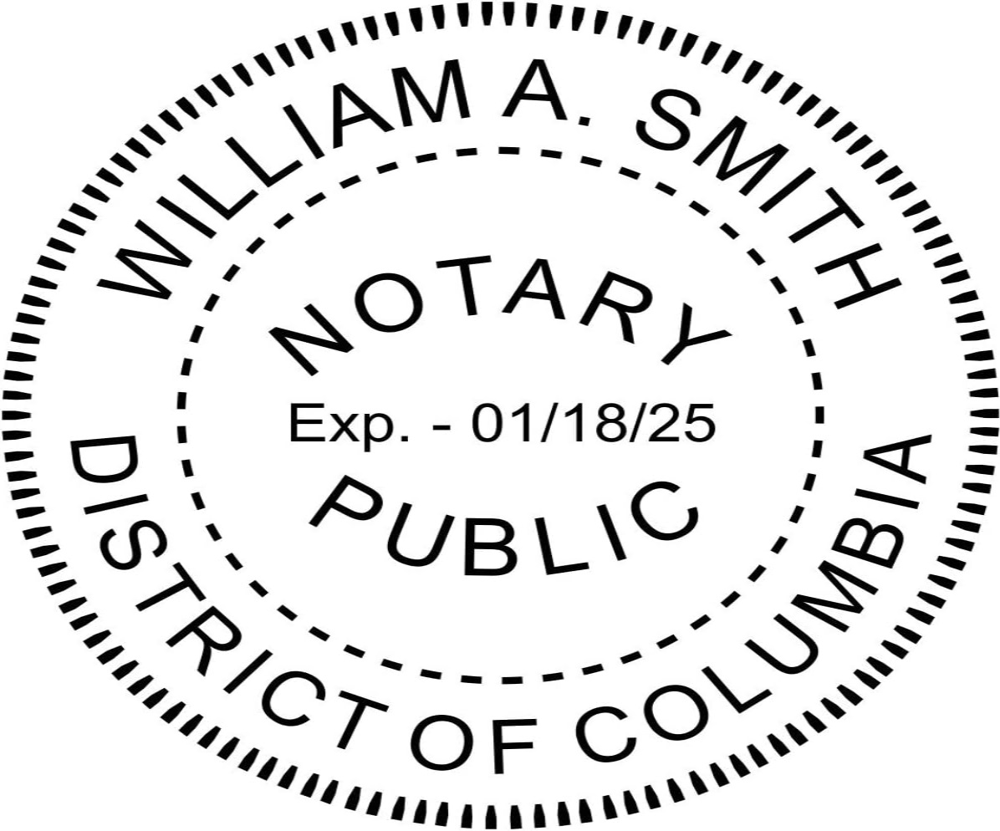 WILLIAM A. SMITH
NOTARY
Exp. - 01/18/25
PUBLIC
DISTRICT OF COLUMBIA